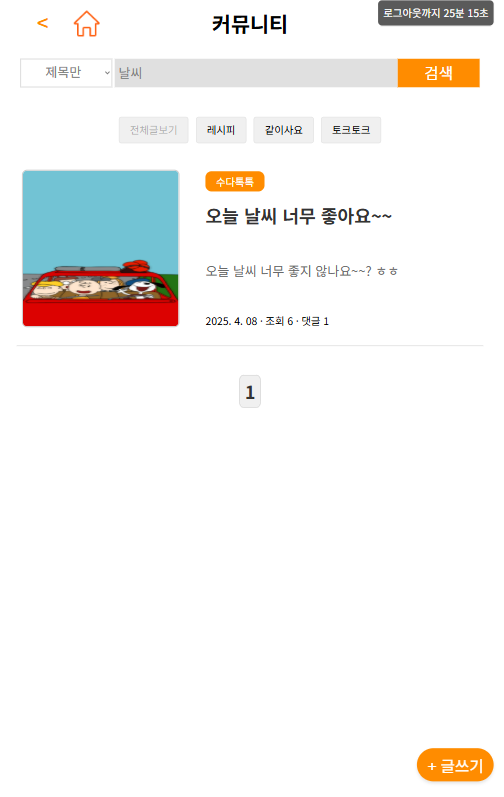 로그아웃까지 25분 15초
<
커뮤니티
제목만
날씨
검색
전체글보기
레시피
같이사요
토크토크
수다톡톡
오늘 날씨 너무 좋아요~~
오늘 날씨 너무 좋지 않나요~~? ㅎㅎ
2025. 4. 08 · 조회 6 · 댓글 1
1
+ 글쓰기